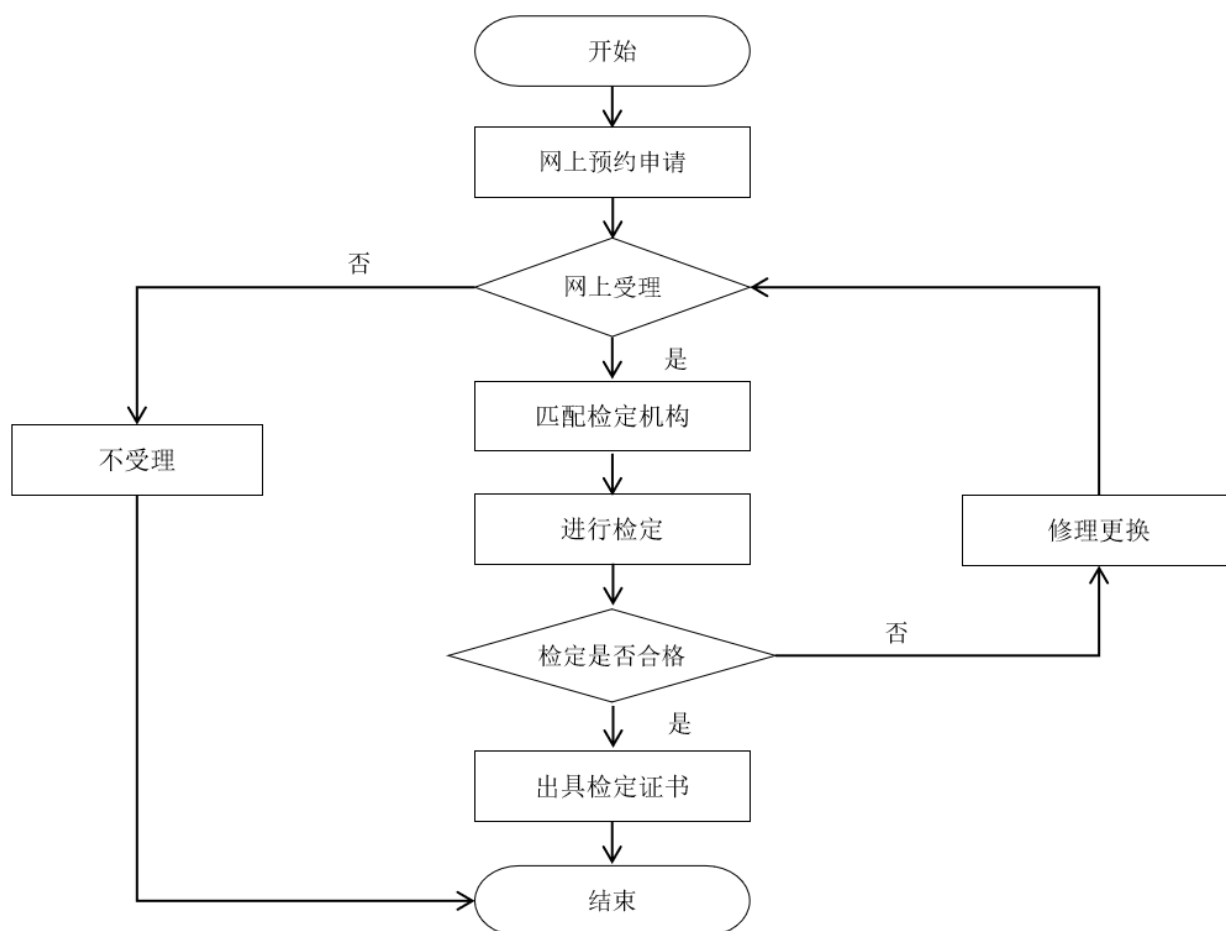 开始
网上预约申请
否
网上受理
是
匹配检定机构
不受理
进行检定
修理更换
否
检定是否合格
是
出具检定证书
结束